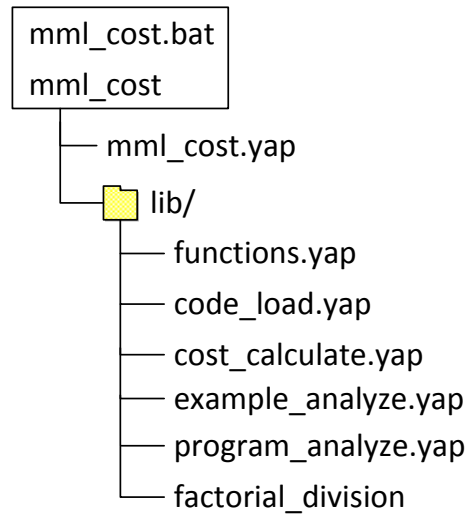 mml_cost.bat
mml_cost
mml_cost.yap
lib/
functions.yap
code_load.yap
cost_calculate.yap
example_analyze.yap
program_analyze.yap
factorial_division